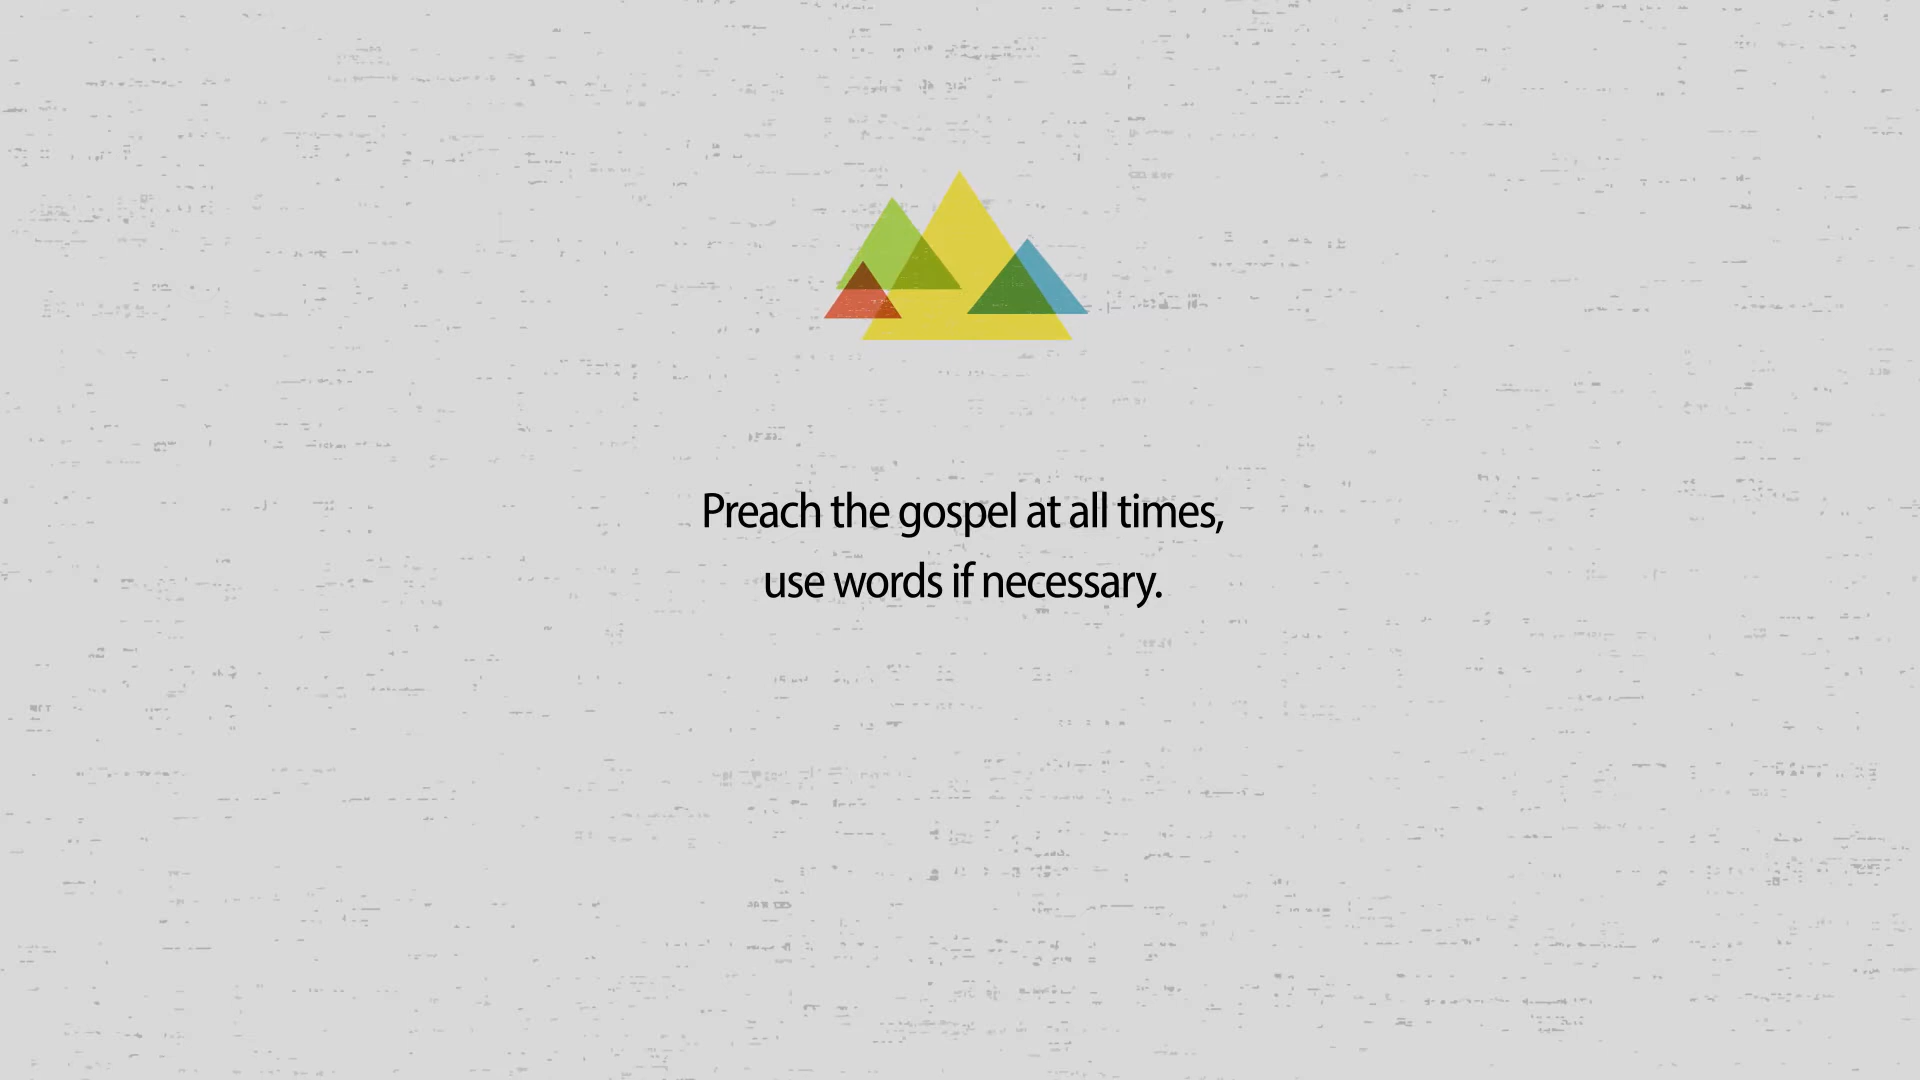 Preach the gospel at all times,
use words if necessary.